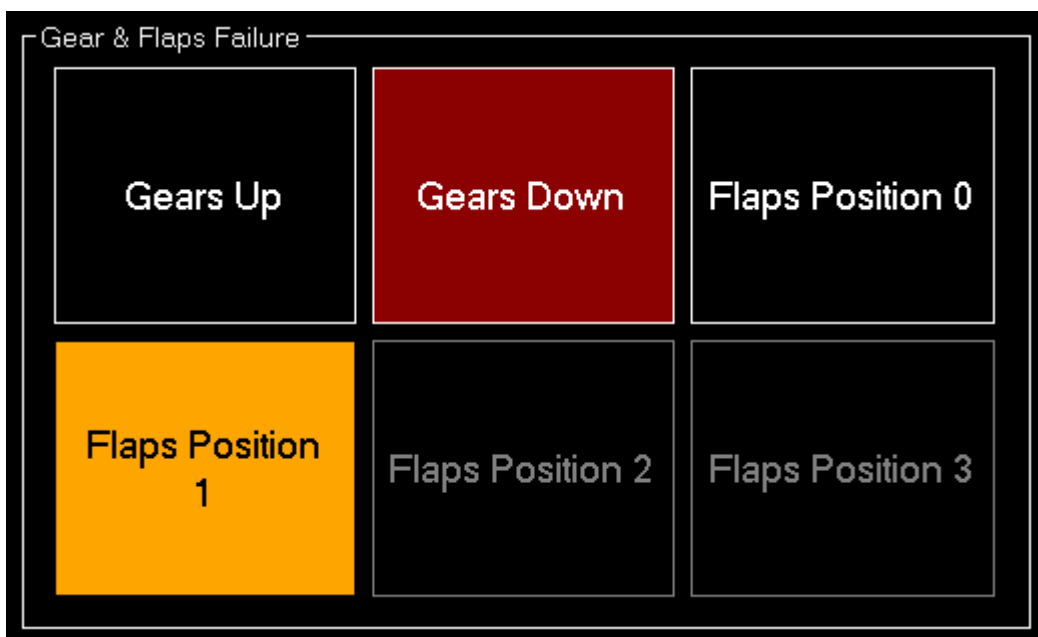 Gear & Flaps Failure
Gears Up
Gears Down
Flaps Position 0
Flaps Position
1
Flaps Position 2
Flaps Position 3